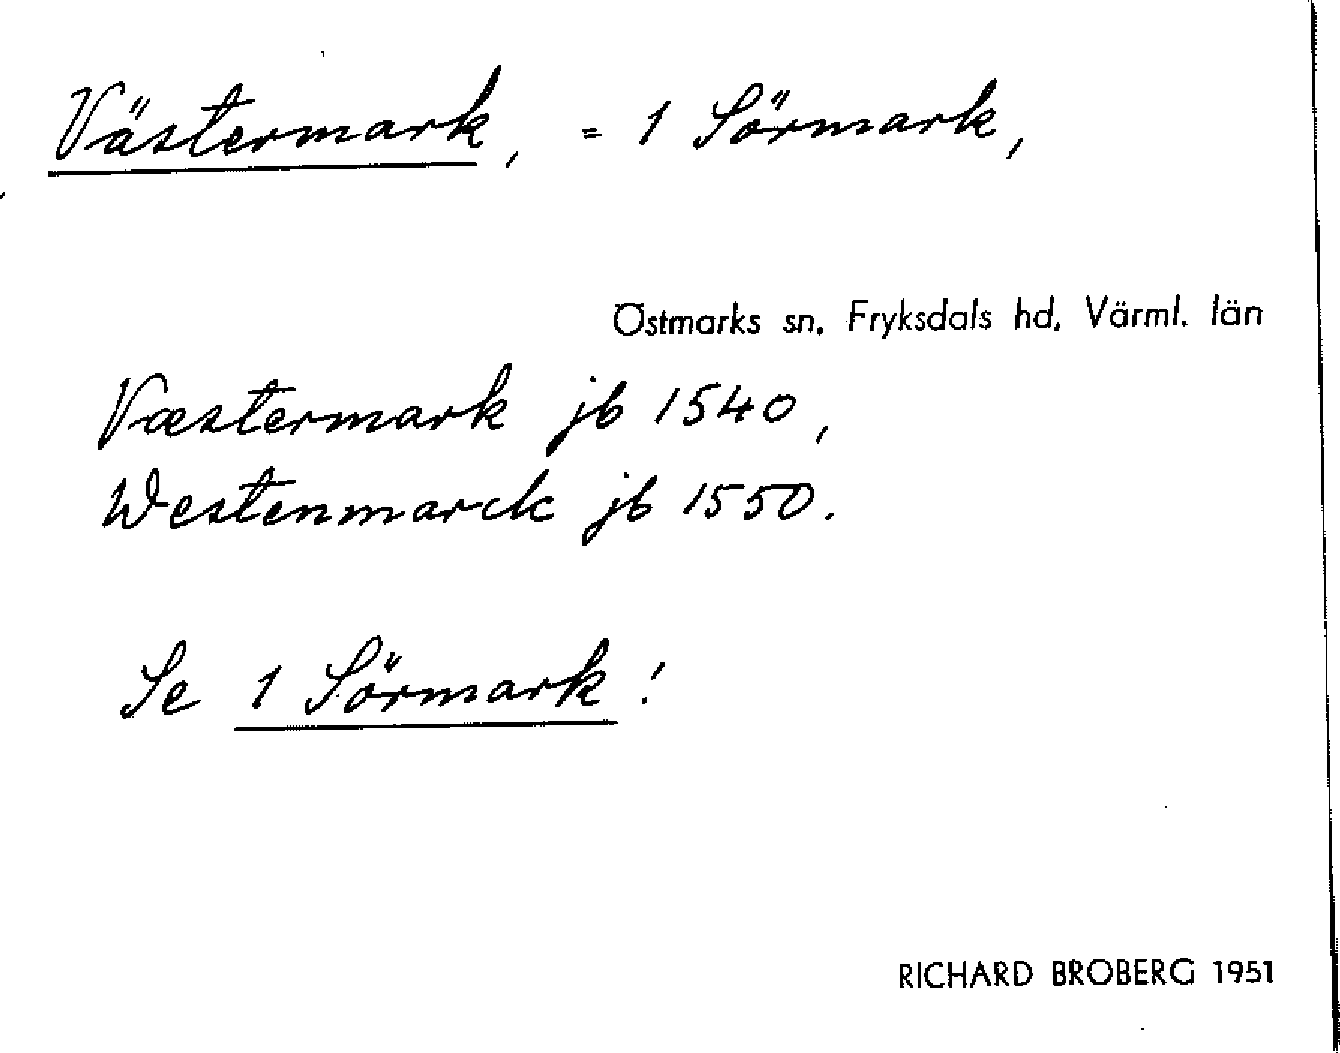 Västermark, = 1 Sörmark,
Östmarks sn, Fryksdals hd, Värml. län
Væstermark jb 1540,
Westenmarck jb 1550.
Se 1 Sörmark!
RICHARD BROBERG 1951